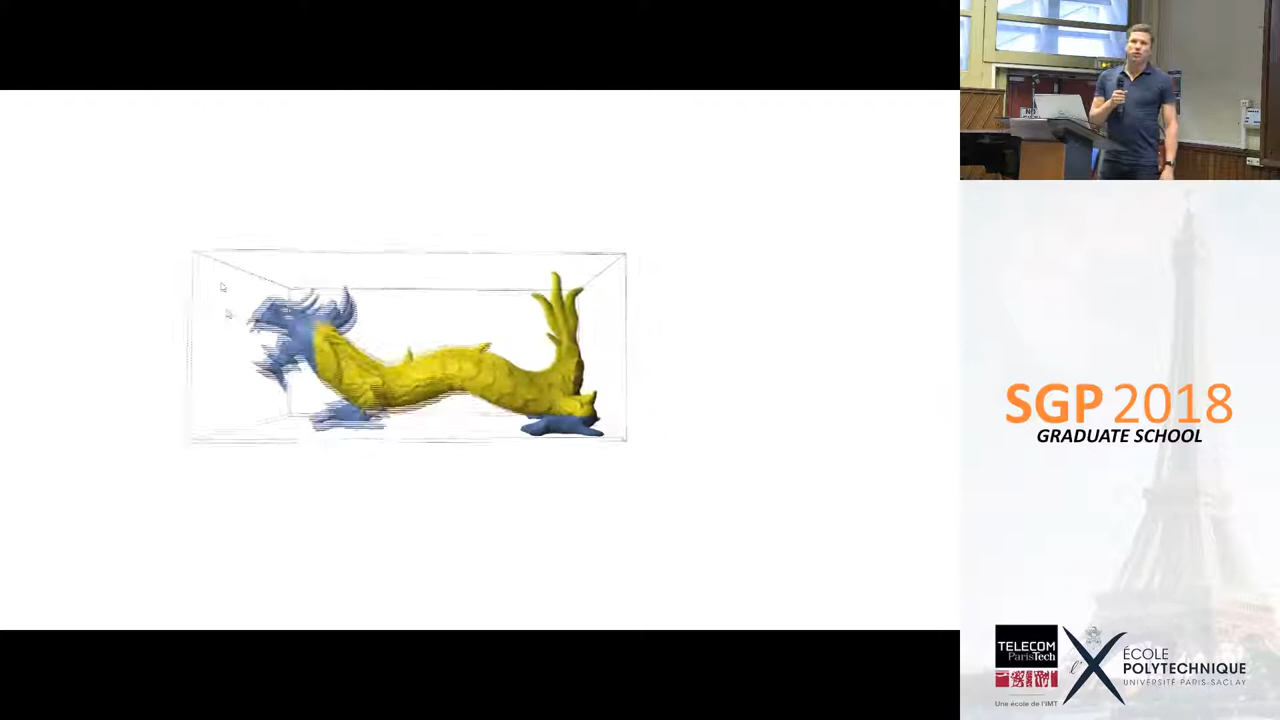 SGP 2018
GRADUATE SCHOOL
TELECOM
ParisTech
Une école de l'IMT
ÉCOLE
POLYTECHNIQUE
UNIVERSITÉ PARIS-SACLAY